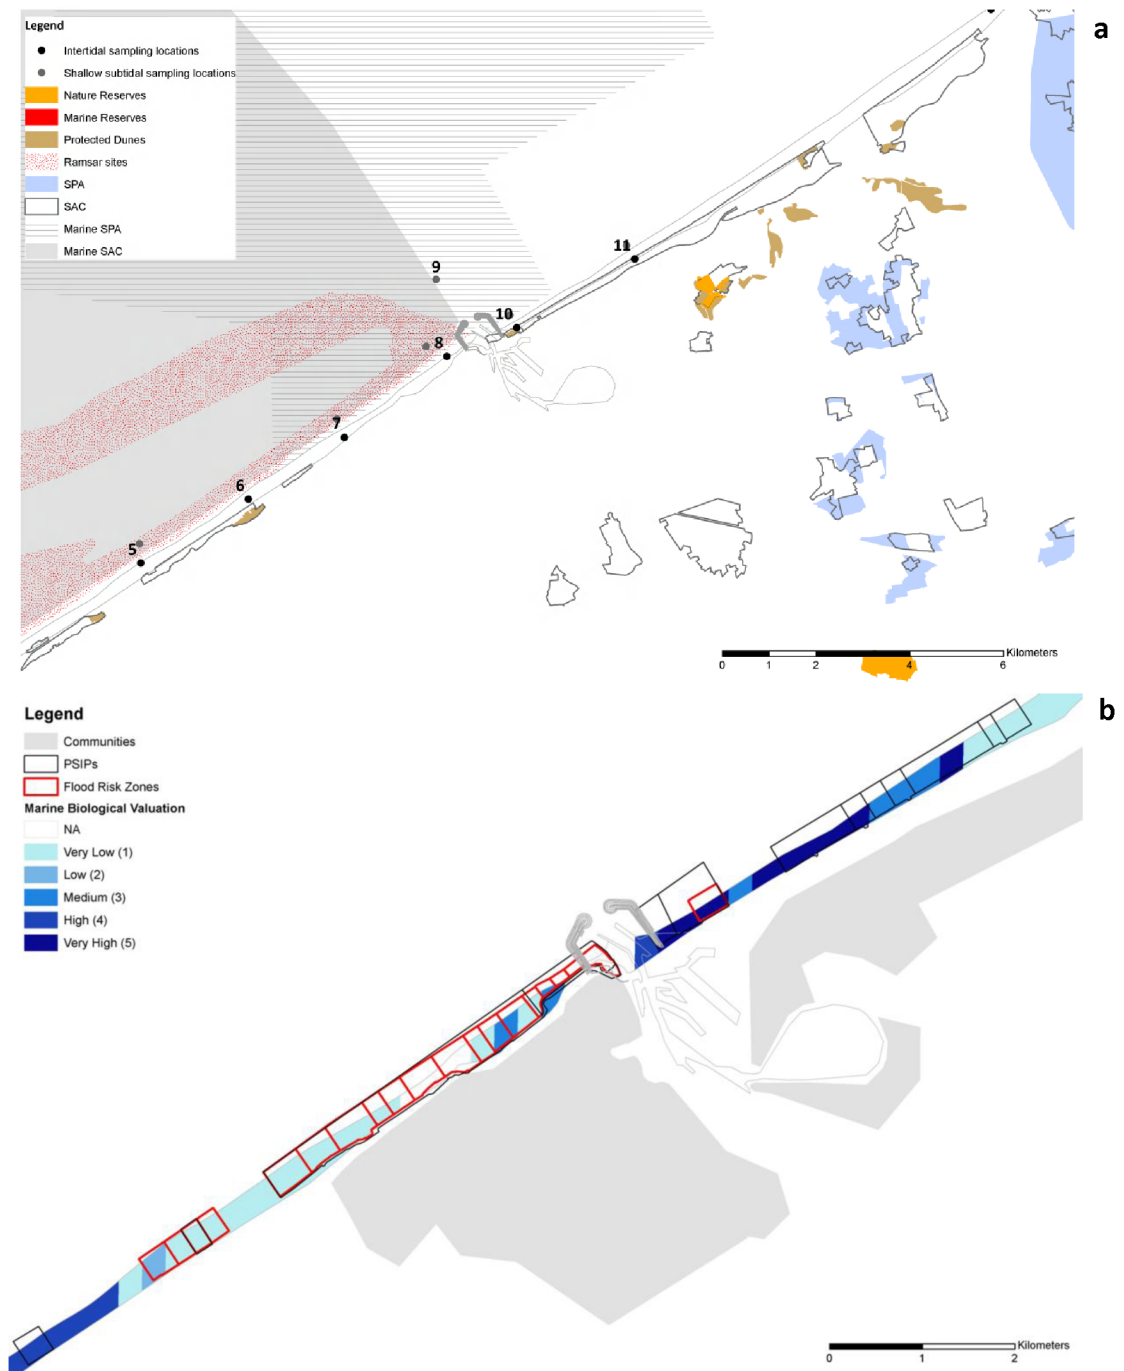 a
Legend
Intertidal sampling locations
Shallow subtidal sampling locations
Nature Reserves
Marine Reserves
Protected Dunes
Ramsar sites
SPA
SAC
Marine SPA
Marine SAC
11
9
10
8
7
6
5
Kilometers
0 1 2 4 6
b
Legend
Communities
PSIPs
Flood Risk Zones
Marine Biological Valuation
NA
Very Low (1)
Low (2)
Medium (3)
High (4)
Very High (5)
Kilometers
0 1 2